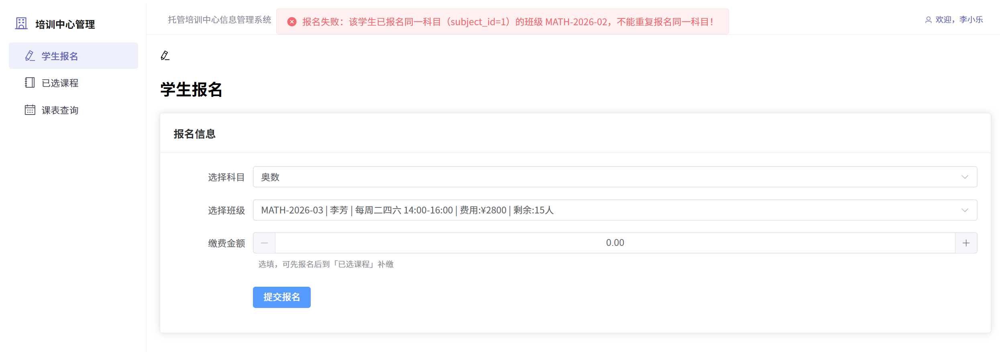 培训中心管理
学生报名
已选课程
课表查询
托管培训中心信息管理系统
报名失败：该学生已报名同一科目（subject_id=1）的班级 MATH-2026-02，不能重复报名同一科目！
欢迎，李小乐
学生报名
报名信息
选择科目 奥数
选择班级 MATH-2026-03 | 李芳 | 每周二四六 14:00-16:00 | 费用:¥2800 | 剩余:15人
缴费金额 0.00
选填，可先报名后到「已选课程」补缴
提交报名